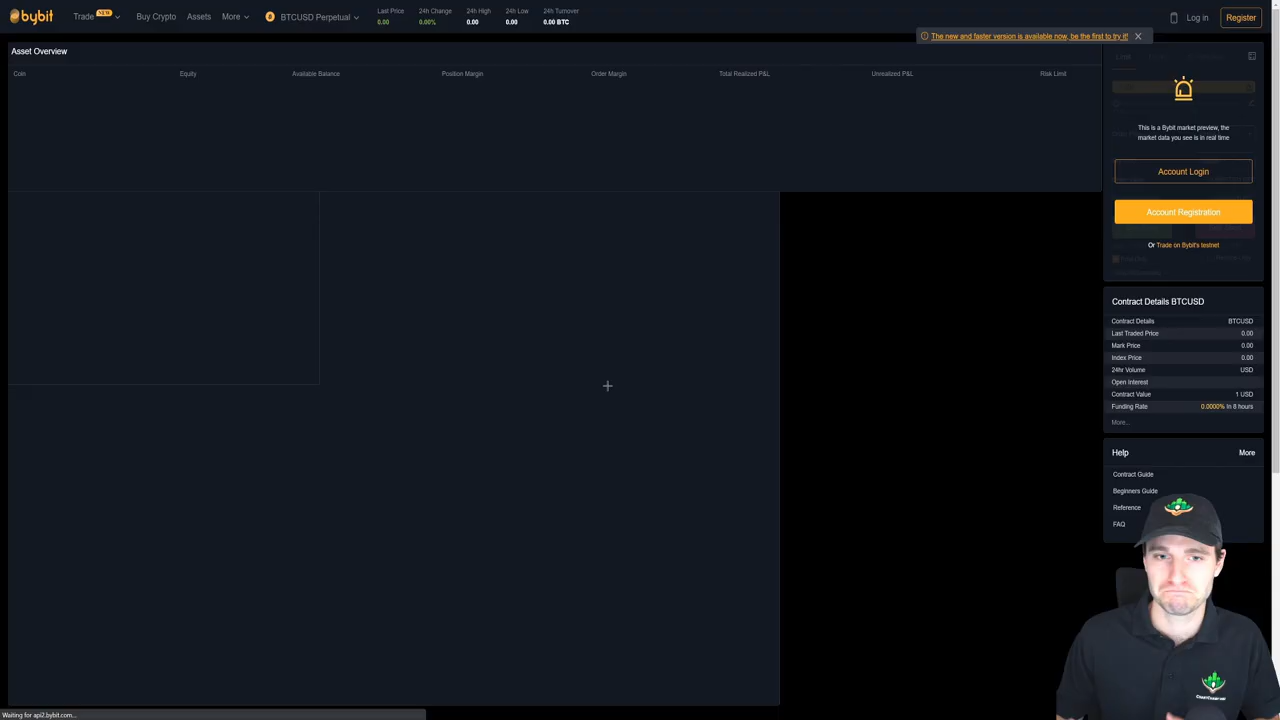 bybit
Trade NEW
Buy Crypto
Assets
More
BTCUSD Perpetual
Last Price
0.00
24h Change
0.00%
24h High
0.00
24h Low
0.00
24h Turnover
0.00 BTC
Log in
Register
The new and faster version is available now, be the first to try it!
Asset Overview
Coin
Equity
Available Balance
Position Margin
Order Margin
Total Realized P&L
Unrealized P&L
Risk Limit
This is a Bybit market preview, the
market data you see is in real time
Account Login
Account Registration
Or Trade on Bybit's testnet
Contract Details BTCUSD
Contract Details BTCUSD
Last Traded Price 0.00
Mark Price 0.00
Index Price 0.00
24hr Volume USD
Open Interest
Contract Value 1 USD
Funding Rate 0.0000% In 8 hours
More...
Help More
Contract Guide
Beginners Guide
Reference
FAQ
Waiting for api2.bybit.com...